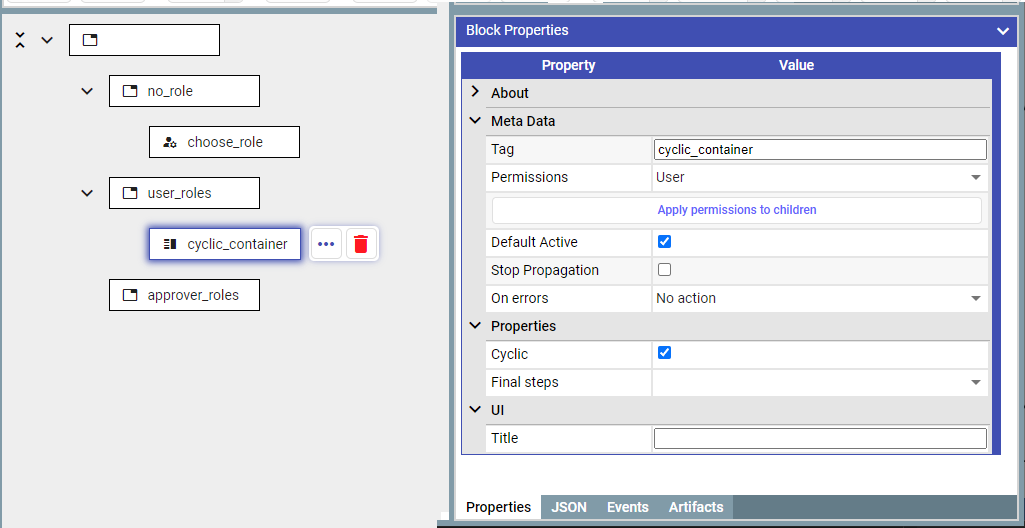 no_role
choose_role
user_roles
cyclic_container
approver_roles
Block Properties
Property Value
About
Meta Data
Tag cyclic_container
Permissions User
Apply permissions to children
Default Active
Stop Propagation
On errors No action
Properties
Cyclic
Final steps
UI
Title
Properties JSON Events Artifacts